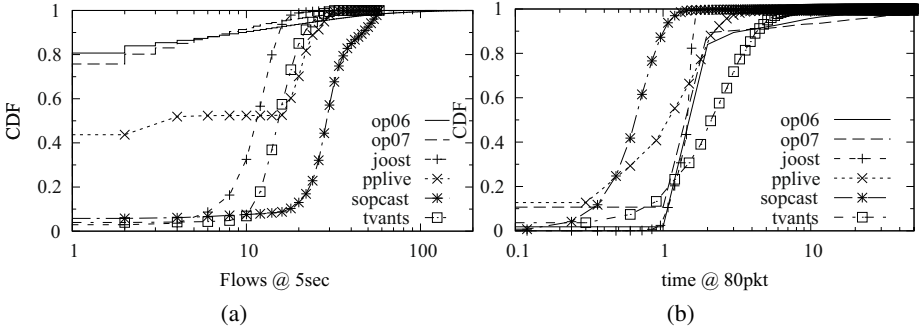 CDF
1
0.8
0.6
0.4
0.2
0
1
10
100
Flows @ 5sec
op06
op07
joost
pplive
sopcast
tvants
(a)
CDF
1
0.8
0.6
0.4
0.2
0
0.1
1
10
time @ 80pkt
op06
op07
joost
pplive
sopcast
tvants
(b)